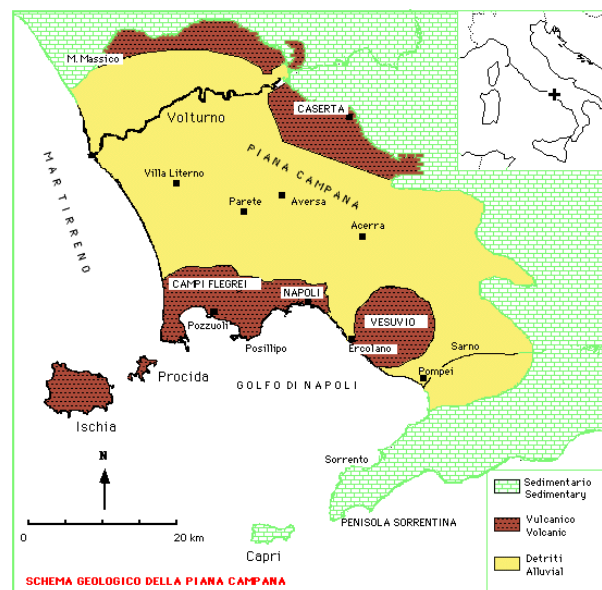 M. Massico
CASERTA
Volturno
MAR TIRRENO
PIANA CAMPANA
Villa Literno
Parete
Aversa
Acerra
CAMPI FLEGREI
NAPOLI
VESUVIO
Pozzuoli
Posillipo
Ercolano
Sarno
Procida
Pompei
GOLFO DI NAPOLI
Ischia
Sorrento
N
0 20 km
PENISOLA SORRENTINA
Capri
Sedimentario
Sedimentary
Vulcanico
Volcanic
Detriti
Alluvial
SCHEMA GEOLOGICO DELLA PIANA CAMPANA